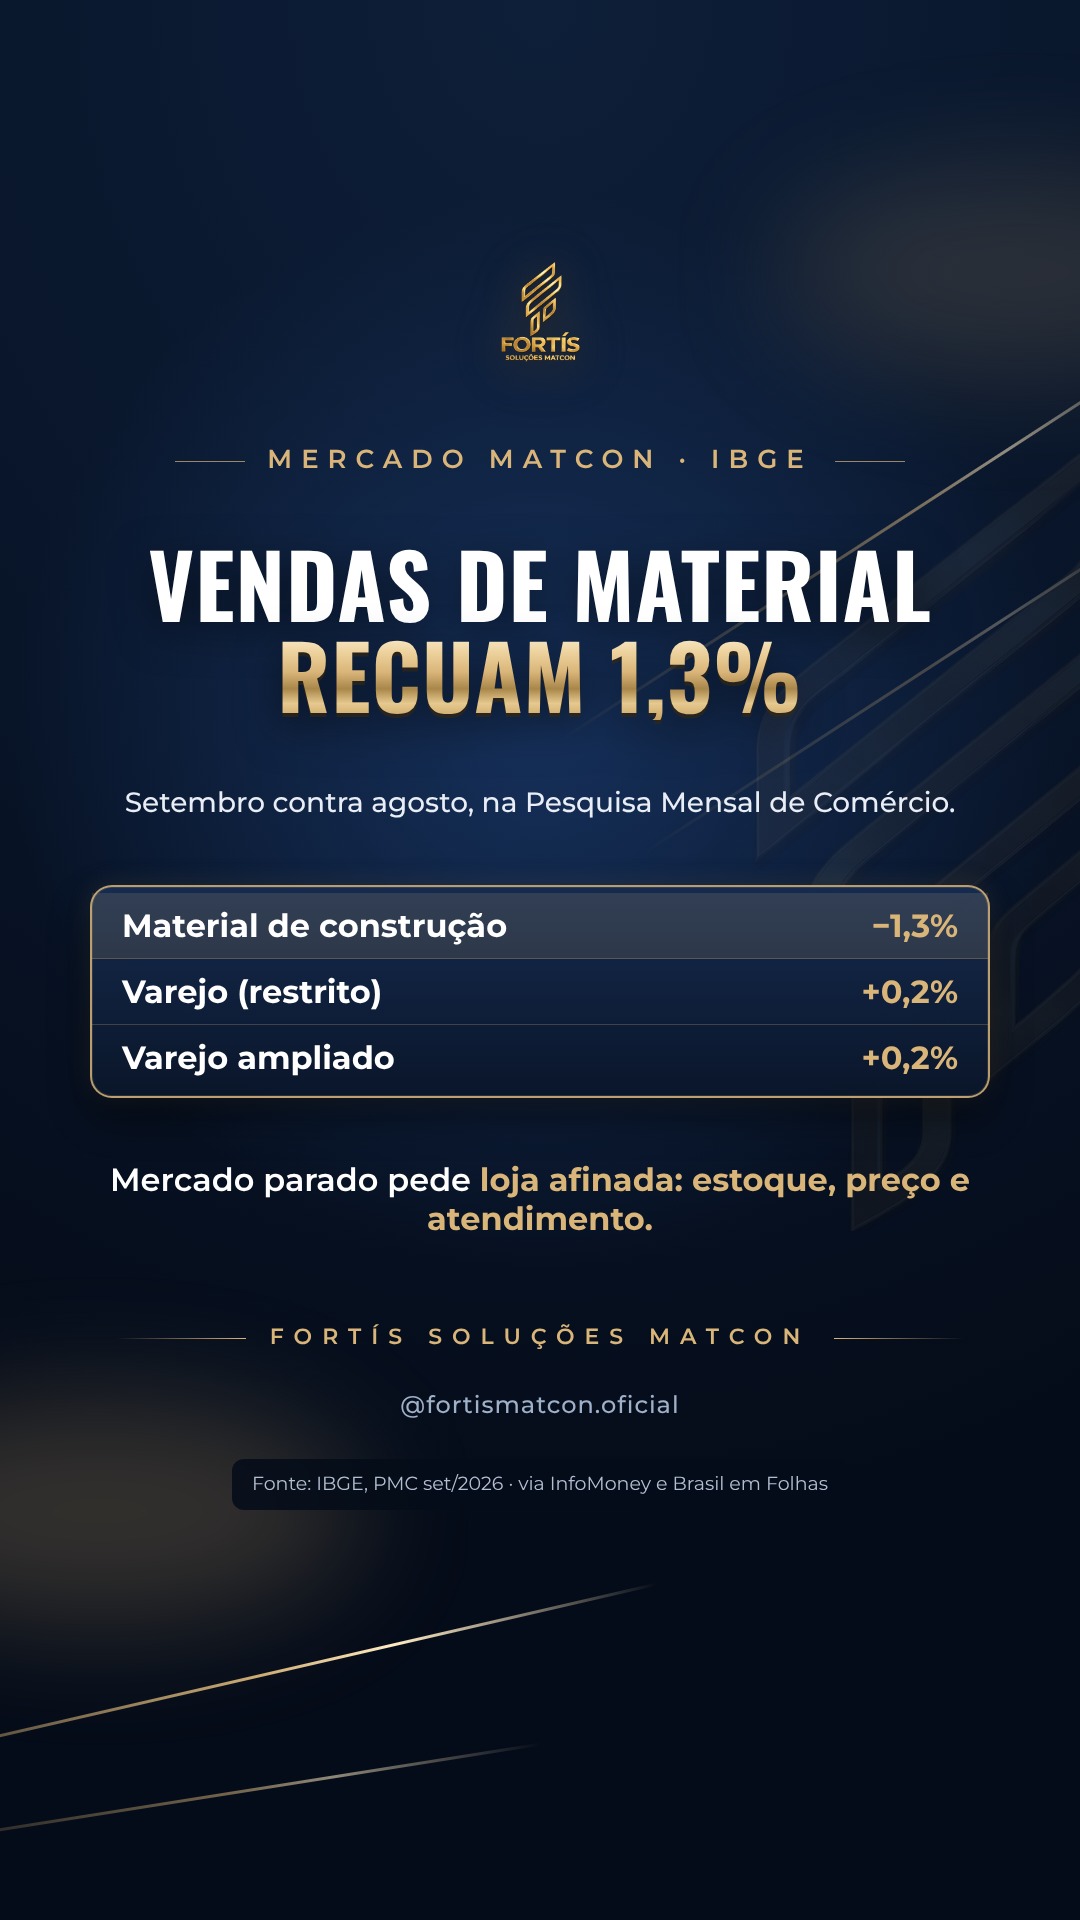 FORTÍS
SOLUÇÕES MATCON
MERCADO MATCON · IBGE
VENDAS DE MATERIAL
RECUAM 1,3%
Setembro contra agosto, na Pesquisa Mensal de Comércio.
Material de construção −1,3%
Varejo (restrito) +0,2%
Varejo ampliado +0,2%
Mercado parado pede loja afinada: estoque, preço e
atendimento.
FORTÍS SOLUÇÕES MATCON
@fortismatcon.oficial
Fonte: IBGE, PMC set/2026 · via InfoMoney e Brasil em Folhas